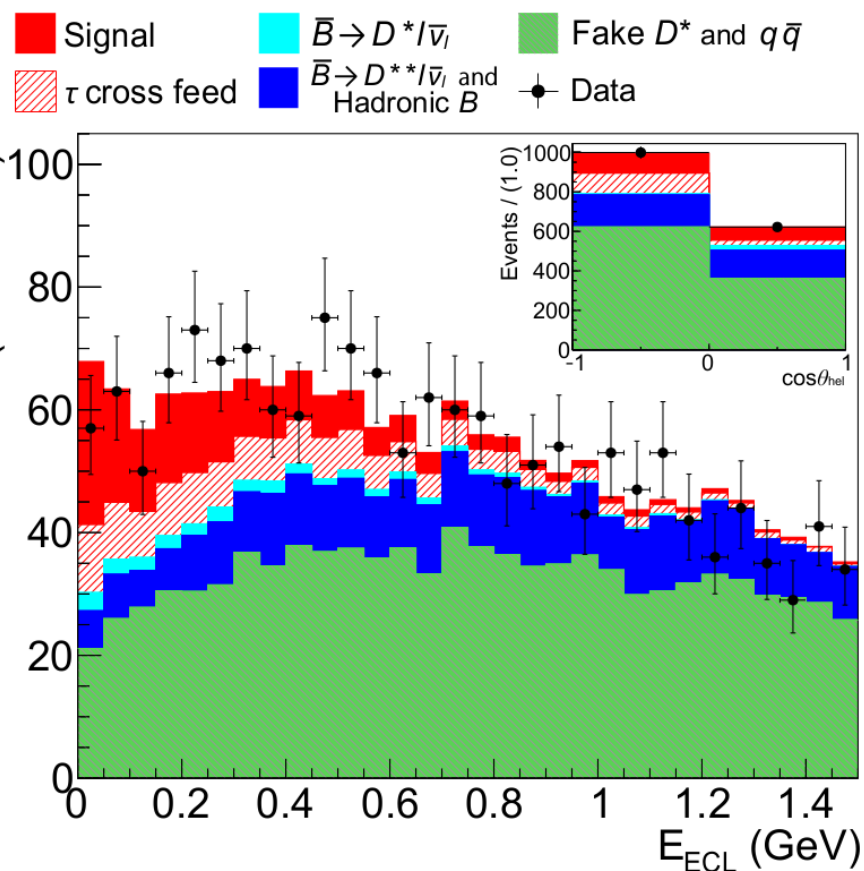 Signal
B̄→D*lν̄ₗ
Fake D* and qq̄
τ cross feed
B̄→D**lν̄ₗ and
Hadronic B
Data
100
80
60
40
20
0
0 0.2 0.4 0.6 0.8 1 1.2 1.4
E_ECL (GeV)
Events / (1.0)
1000
800
600
400
200
0
−1 0 1
cosθ_hel